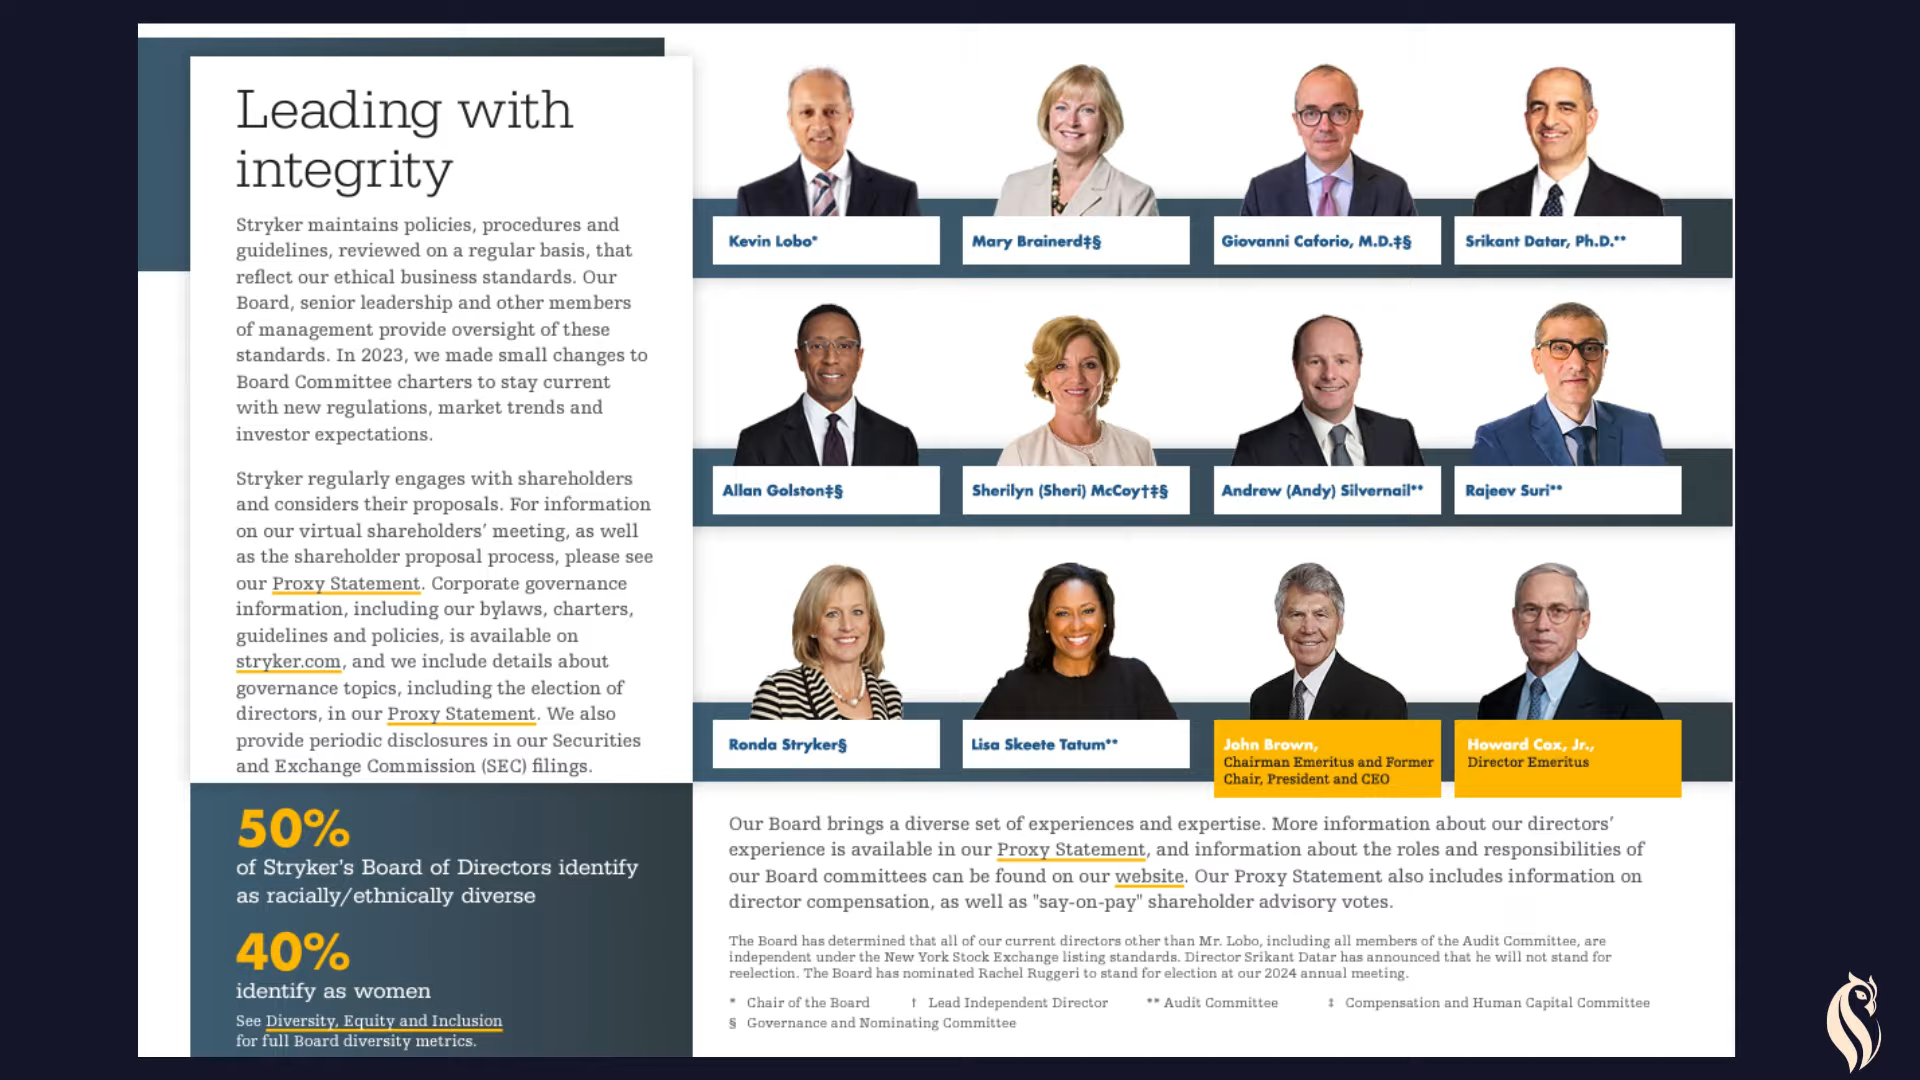 Leading with
integrity
Stryker maintains policies, procedures and
guidelines, reviewed on a regular basis, that
reflect our ethical business standards. Our
Board, senior leadership and other members
of management provide oversight of these
standards. In 2023, we made small changes to
Board Committee charters to stay current
with new regulations, market trends and
investor expectations.
Stryker regularly engages with shareholders
and considers their proposals. For information
on our virtual shareholders' meeting, as well
as the shareholder proposal process, please see
our Proxy Statement. Corporate governance
information, including our bylaws, charters,
guidelines and policies, is available on
stryker.com, and we include details about
governance topics, including the election of
directors, in our Proxy Statement. We also
provide periodic disclosures in our Securities
and Exchange Commission (SEC) filings.
50%
of Stryker's Board of Directors identify
as racially/ethnically diverse
40%
identify as women
See Diversity, Equity and Inclusion
for full Board diversity metrics.
Kevin Lobo*
Mary Brainerd‡§
Giovanni Caforio, M.D.‡§
Srikant Datar, Ph.D.**
Allan Golston‡§
Sherilyn (Sheri) McCoy†‡§
Andrew (Andy) Silvernail**
Rajeev Suri**
Ronda Stryker§
Lisa Skeete Tatum**
John Brown,
Chairman Emeritus and Former
Chair, President and CEO
Howard Cox, Jr.,
Director Emeritus
Our Board brings a diverse set of experiences and expertise. More information about our directors'
experience is available in our Proxy Statement, and information about the roles and responsibilities of
our Board committees can be found on our website. Our Proxy Statement also includes information on
director compensation, as well as "say-on-pay" shareholder advisory votes.
The Board has determined that all of our current directors other than Mr. Lobo, including all members of the Audit Committee, are
independent under the New York Stock Exchange listing standards. Director Srikant Datar has announced that he will not stand for
reelection. The Board has nominated Rachel Ruggeri to stand for election at our 2024 annual meeting.
* Chair of the Board † Lead Independent Director ** Audit Committee ‡ Compensation and Human Capital Committee
§ Governance and Nominating Committee